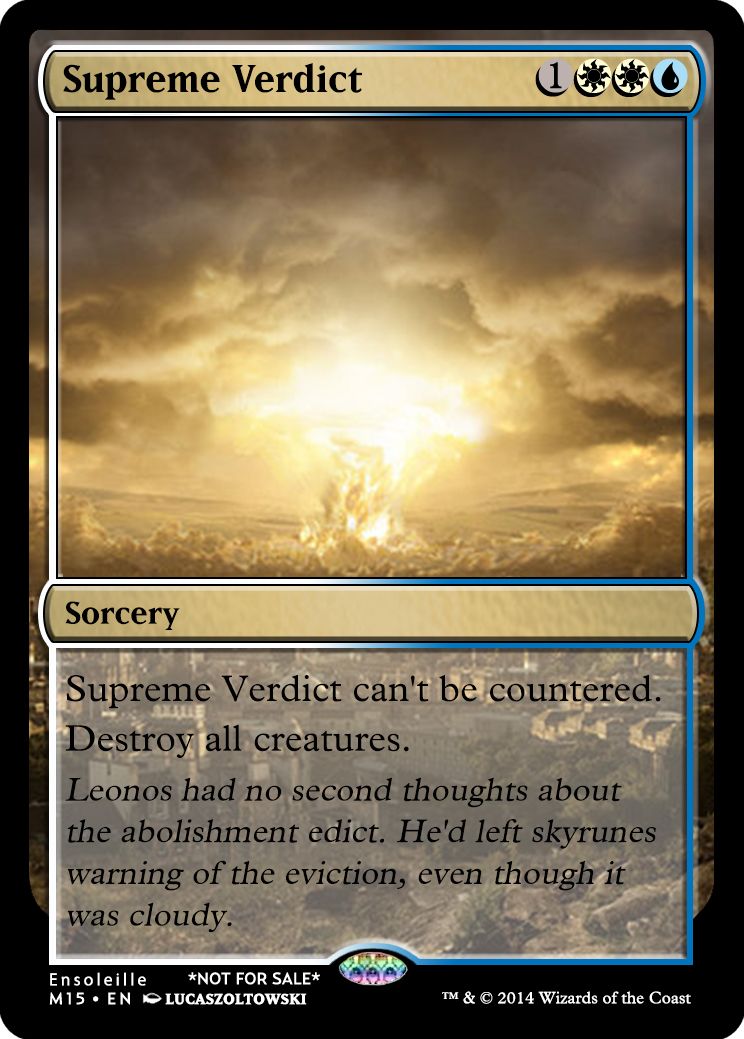 Supreme Verdict 1
Sorcery
Supreme Verdict can't be countered.
Destroy all creatures.
Leonos had no second thoughts about
the abolishment edict. He'd left skyrunes
warning of the eviction, even though it
was cloudy.
Ensoleille *NOT FOR SALE*
M15 • EN LUCASZOLTOWSKI ™ & © 2014 Wizards of the Coast